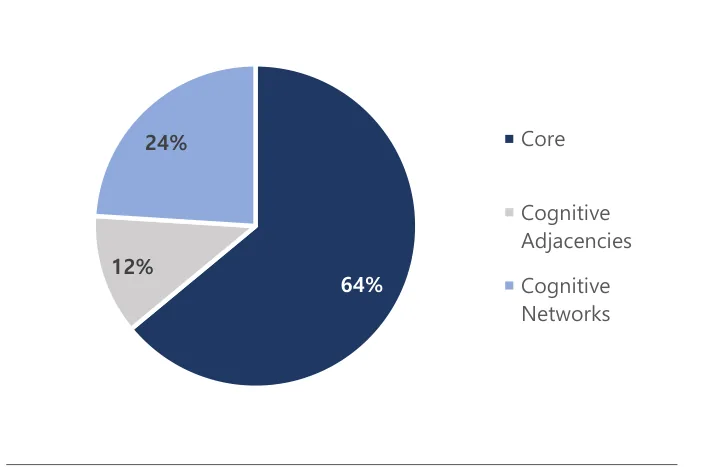 24%
12%
64%
Core
Cognitive
Adjacencies
Cognitive
Networks